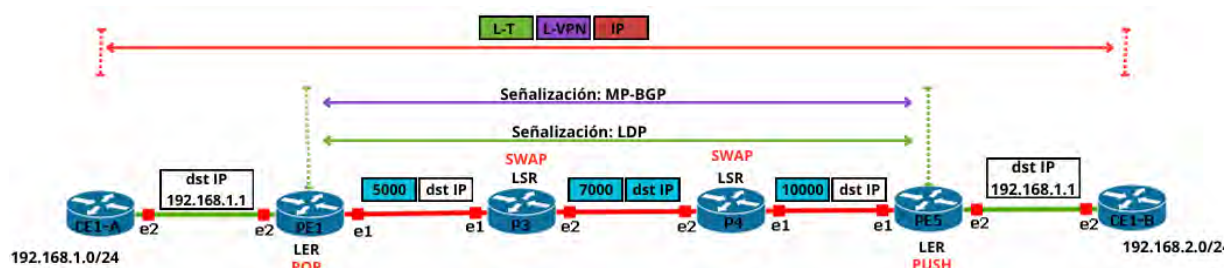 L-T L-VPN IP
Señalización: MP-BGP
Señalización: LDP
SWAP SWAP
dst IP
192.168.1.1
5000 dst IP
LSR
7000 dst IP
LSR
10000 dst IP
dst IP
192.168.1.1
CE1-A e2 e2 PE1 e1 e1 P3 e2 e2 P4 e1 e1 PE5 e2 e2 CE1-B
192.168.1.0/24
LER
POP
LER
PUSH
192.168.2.0/24